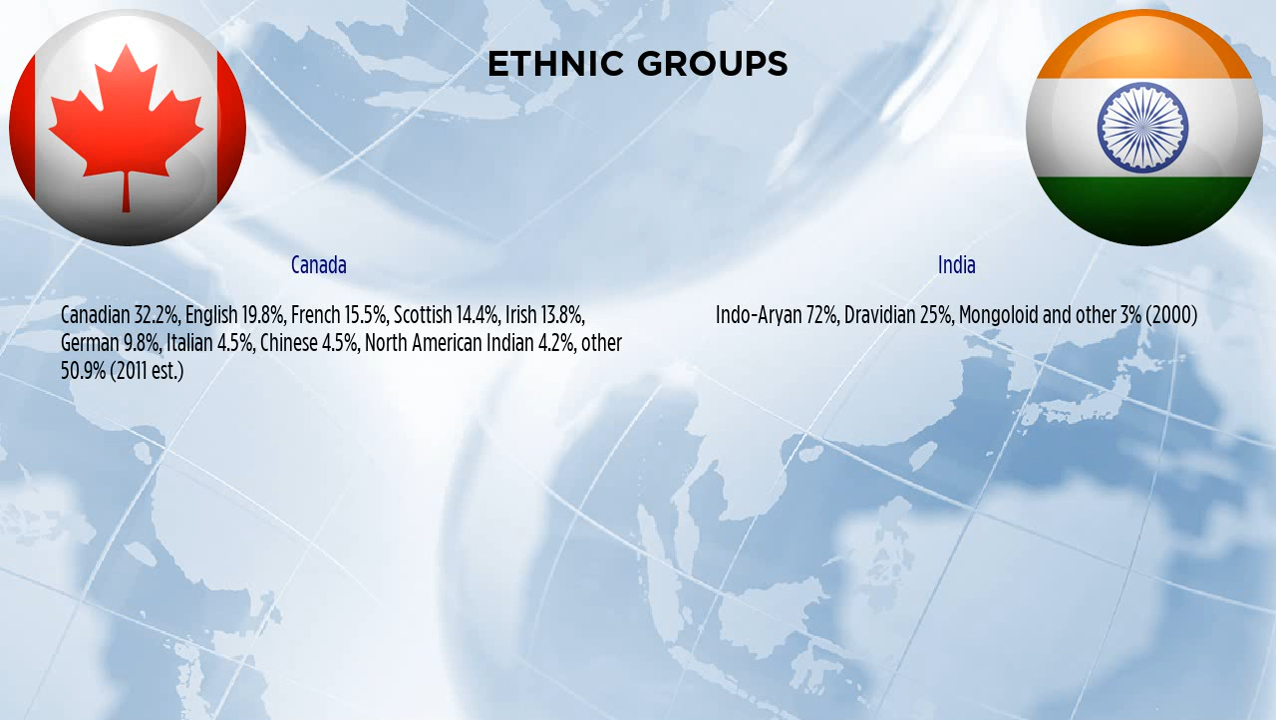 ETHNIC GROUPS
Canada
Canadian 32.2%, English 19.8%, French 15.5%, Scottish 14.4%, Irish 13.8%,
German 9.8%, Italian 4.5%, Chinese 4.5%, North American Indian 4.2%, other
50.9% (2011 est.)
India
Indo-Aryan 72%, Dravidian 25%, Mongoloid and other 3% (2000)